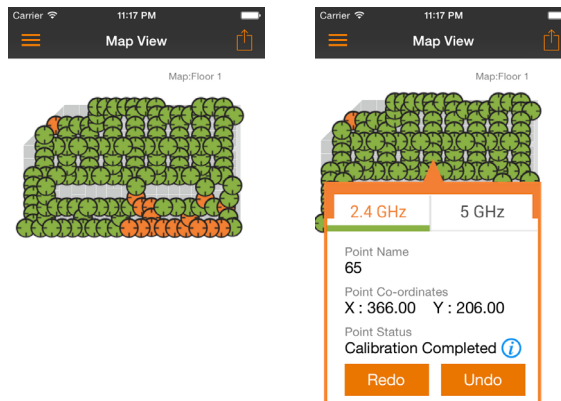 Carrier 11:17 PM
Map View
Map:Floor 1
Carrier 11:17 PM
Map View
Map:Floor 1
2.4 GHz 5 GHz
Point Name
65
Point Co-ordinates
X : 366.00 Y : 206.00
Point Status
Calibration Completed i
Redo Undo